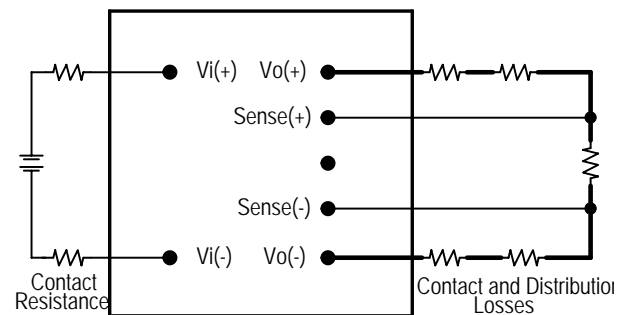 Vi(+) Vo(+)
Sense(+)
Sense(-)
Vi(-) Vo(-)
Contact
Resistance
Contact and Distribution
Losses